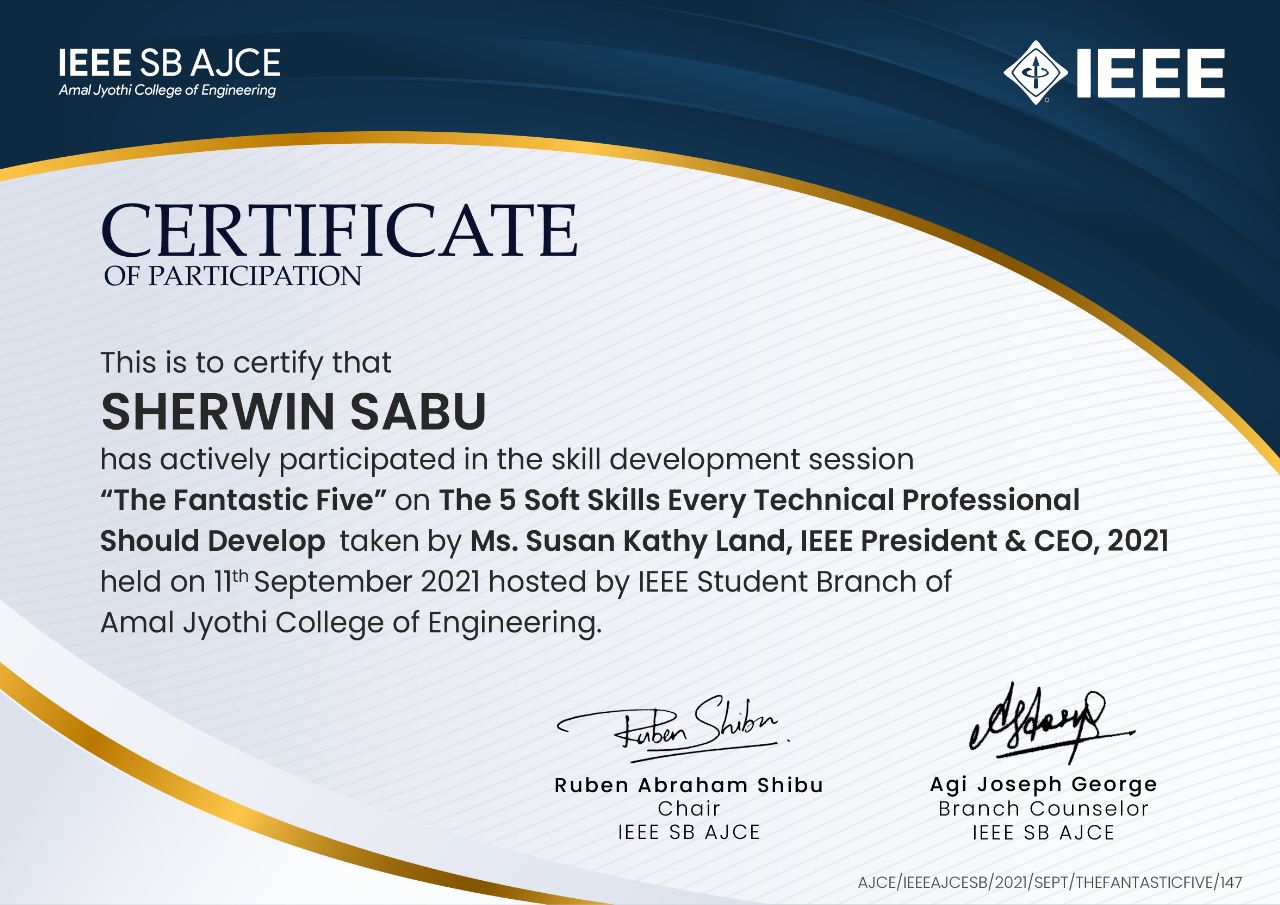 IEEE SB AJCE
Amal Jyothi College of Engineering
IEEE
CERTIFICATE
OF PARTICIPATION
This is to certify that
SHERWIN SABU
has actively participated in the skill development session
“The Fantastic Five” on The 5 Soft Skills Every Technical Professional
Should Develop taken by Ms. Susan Kathy Land, IEEE President & CEO, 2021
held on 11th September 2021 hosted by IEEE Student Branch of
Amal Jyothi College of Engineering.
Ruben Shibu
Ruben Abraham Shibu
Chair
IEEE SB AJCE
Agi Joseph George
Branch Counselor
IEEE SB AJCE
AJCE/IEEEAJCESB/2021/SEPT/THEFANTASTICFIVE/147